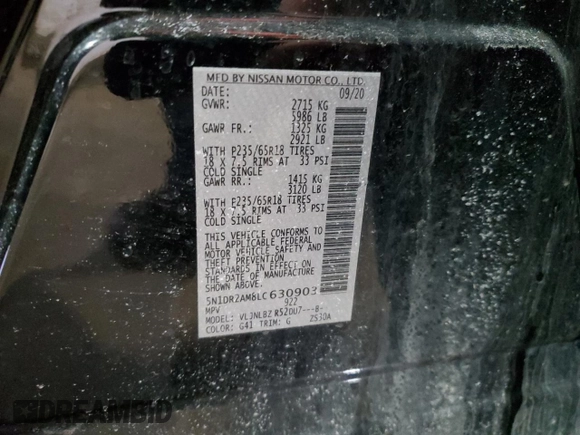 MFD BY NISSAN MOTOR CO., LTD.
DATE: 09/20
GVWR: 2715 KG
5986 LB
GAWR FR.: 1325 KG
2921 LB
WITH P235/65R18 TIRES
18 X 7.5 RIMS AT 33 PSI
COLD SINGLE
GAWR RR.: 1415 KG
3120 LB
WITH P235/65R18 TIRES
18 X 7.5 RIMS AT 33 PSI
COLD SINGLE
THIS VEHICLE CONFORMS TO
ALL APPLICABLE FEDERAL
MOTOR VEHICLE SAFETY AND
THEFT PREVENTION
STANDARDS IN EFFECT ON
THE DATE OF MANUFACTURE
SHOWN ABOVE.
5N1DR2AM8LC630903
MPV 922
MODEL: R52DU7---B-
COLOR: G41 TRIM: G ZS30A
DREAMBID